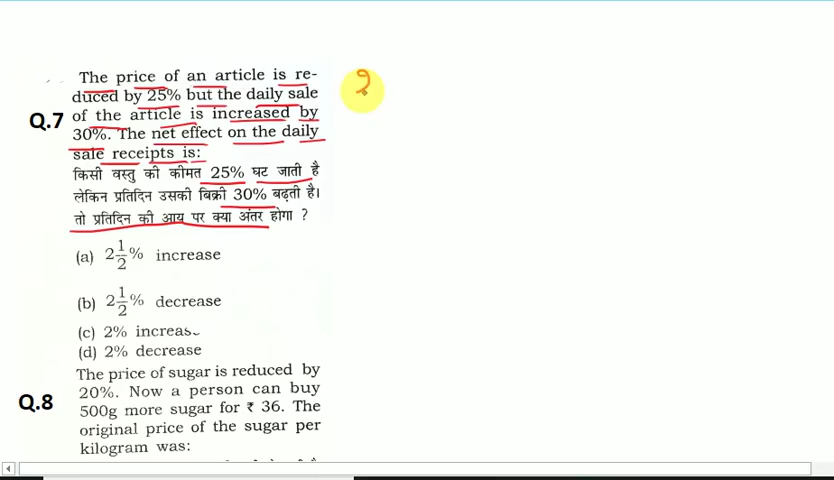 The price of an article is re-
duced by 25% but the daily sale
Q.7 of the article is increased by
30%. The net effect on the daily
sale receipts is:
किसी वस्तु की कीमत 25% घट जाती है
लेकिन प्रतिदिन उसकी बिक्री 30% बढ़ती है।
तो प्रतिदिन की आय पर क्या अंतर होगा ?
(a) 2 1/2 % increase
(b) 2 1/2 % decrease
(c) 2% increase
(d) 2% decrease
The price of sugar is reduced by
Q.8 20%. Now a person can buy
500g more sugar for ₹ 36. The
original price of the sugar per
kilogram was: